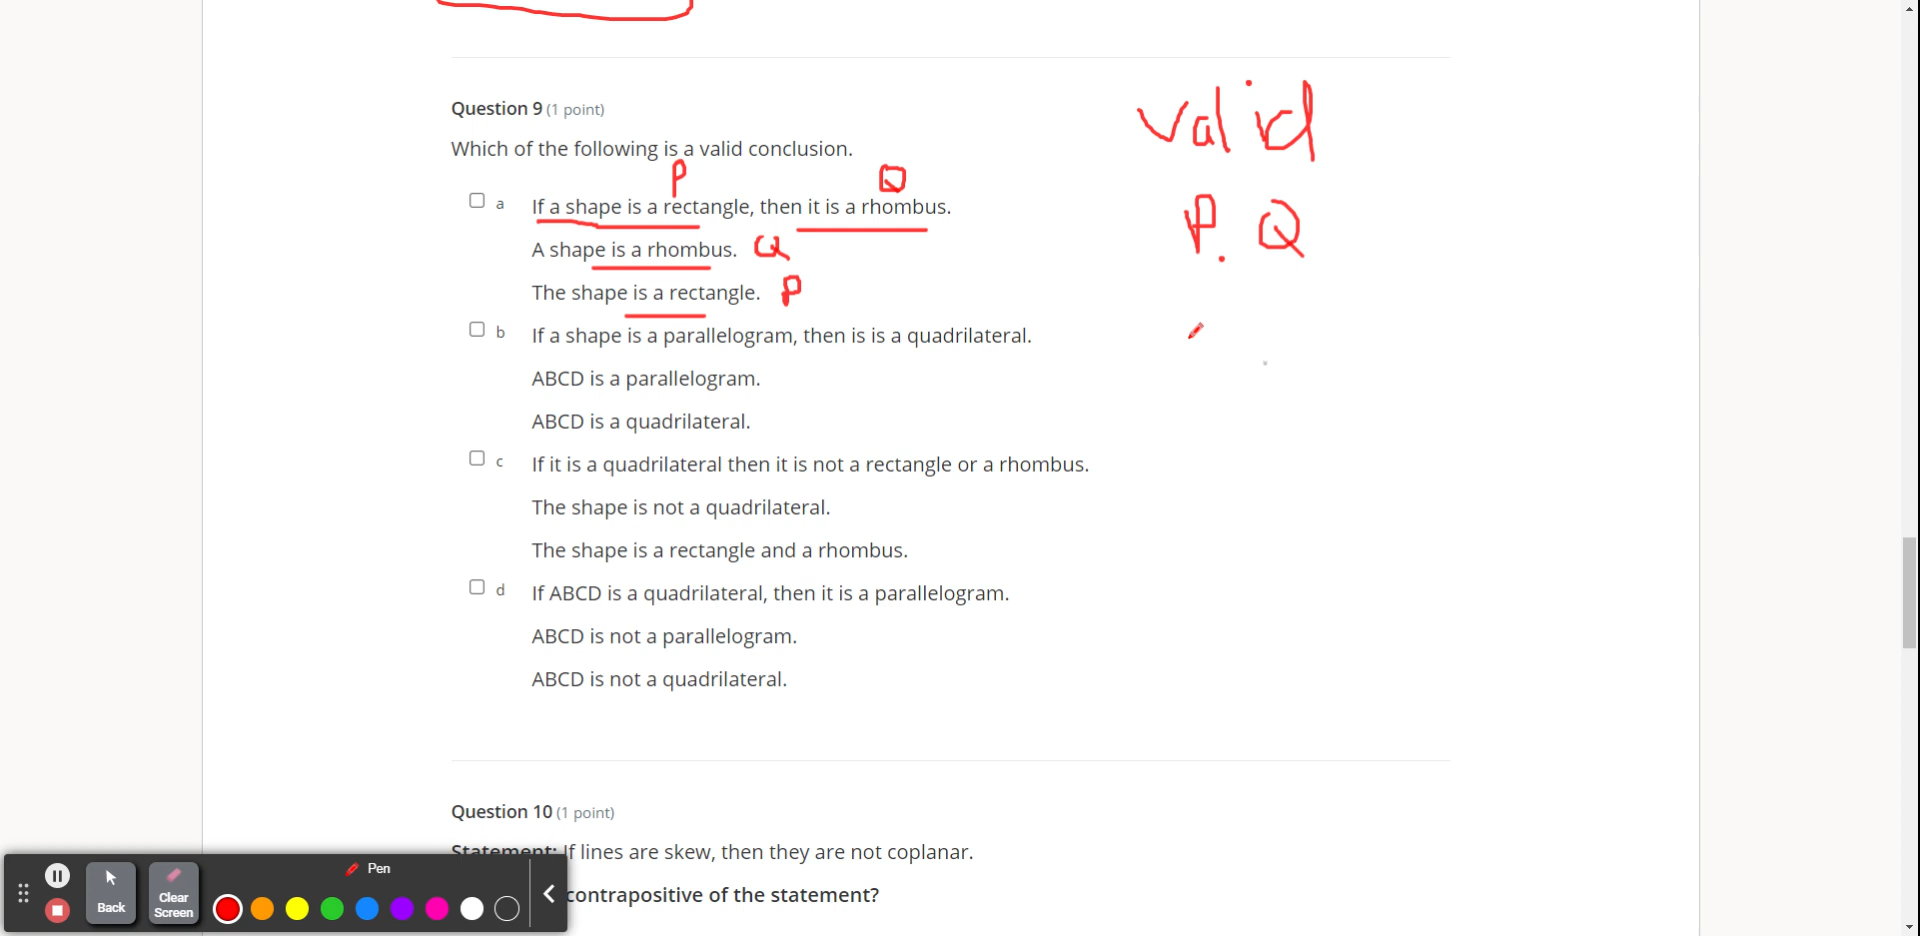 Question 9 (1 point)
valid
Which of the following is a valid conclusion.
P Q
a If a shape is a rectangle, then it is a rhombus.
P. Q
A shape is a rhombus. Q
The shape is a rectangle. P
b If a shape is a parallelogram, then is is a quadrilateral.
ABCD is a parallelogram.
ABCD is a quadrilateral.
c If it is a quadrilateral then it is not a rectangle or a rhombus.
The shape is not a quadrilateral.
The shape is a rectangle and a rhombus.
d If ABCD is a quadrilateral, then it is a parallelogram.
ABCD is not a parallelogram.
ABCD is not a quadrilateral.
Question 10 (1 point)
Statement: If lines are skew, then they are not coplanar.
contrapositive of the statement?
Pen
Back
Clear
Screen